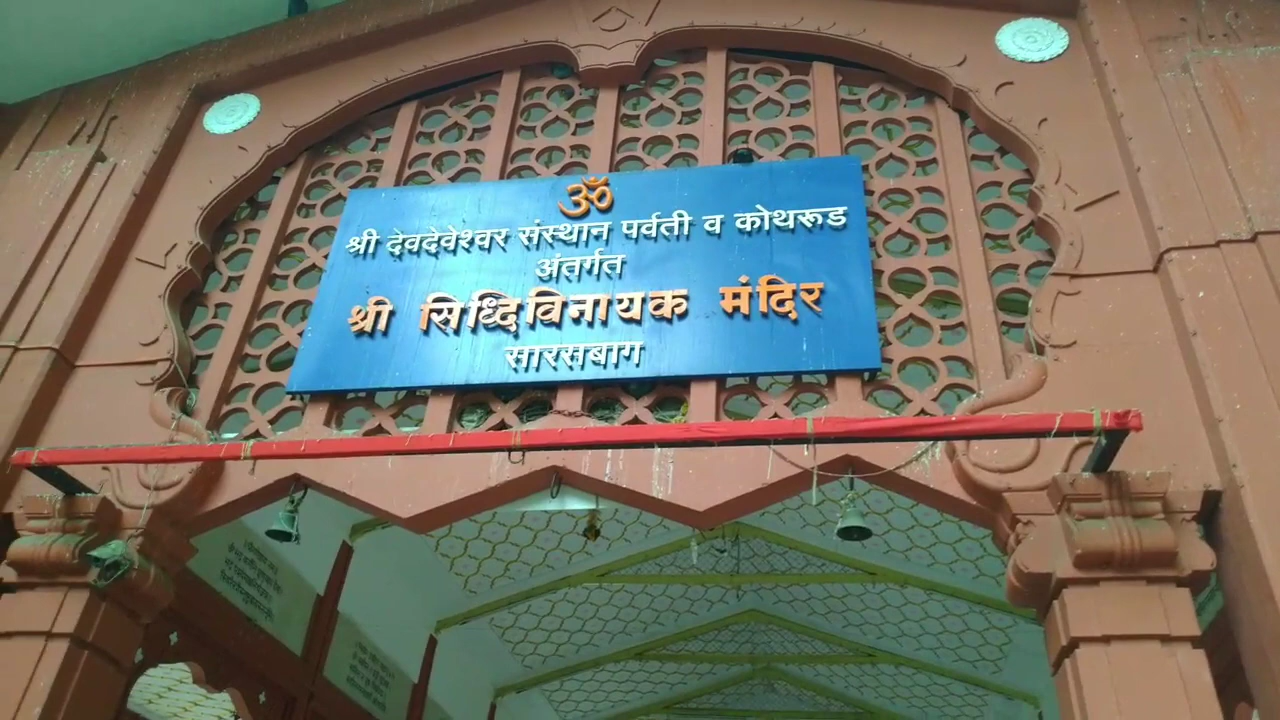 ॐ
श्री देवदेवेश्वर संस्थान पर्वती व कोथरूड
अंतर्गत
श्री सिध्दिविनायक मंदिर
सारसबाग